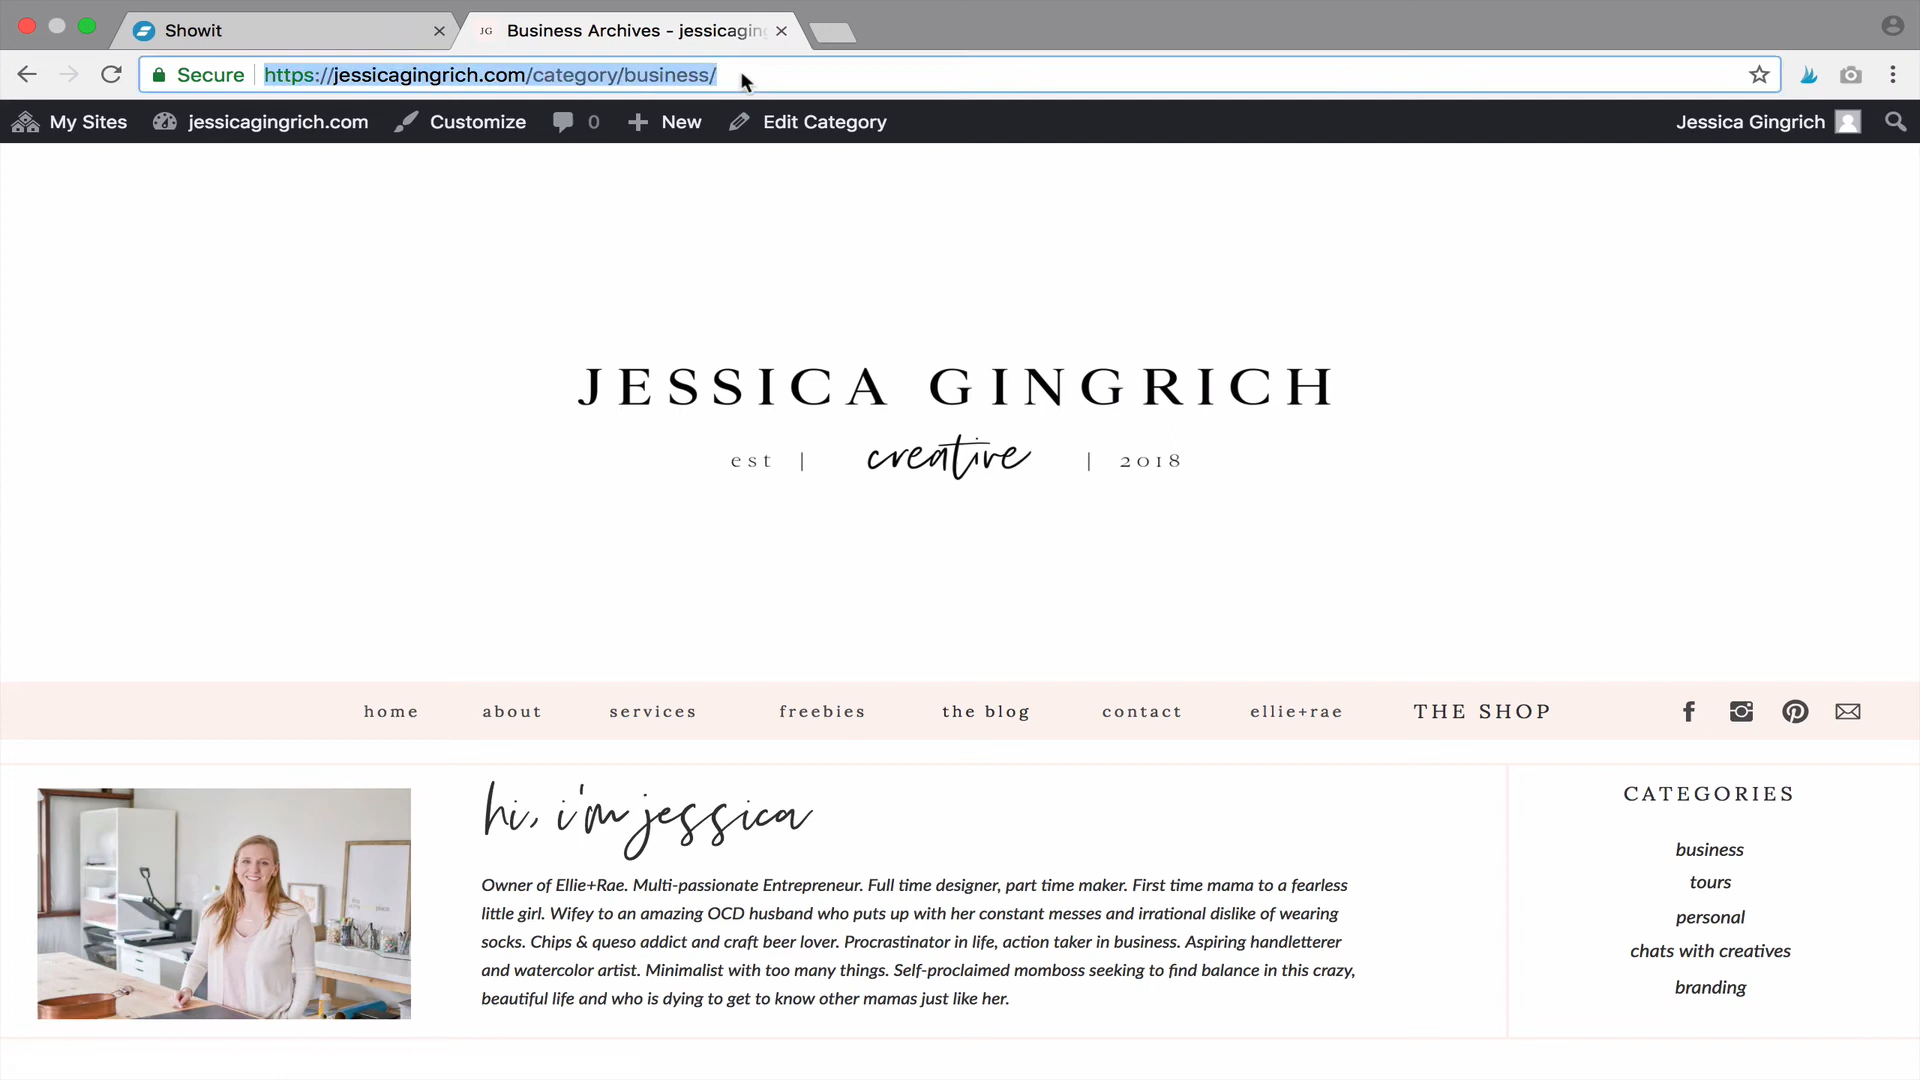 Showit
JG Business Archives - jessicagin
Secure https://jessicagingrich.com/category/business/
My Sites jessicagingrich.com Customize 0 New Edit Category Jessica Gingrich
JESSICA GINGRICH
est | creative | 2018
home about services freebies the blog contact ellie+rae THE SHOP
hi, i'm jessica
Owner of Ellie+Rae. Multi-passionate Entrepreneur. Full time designer, part time maker. First time mama to a fearless
little girl. Wifey to an amazing OCD husband who puts up with her constant messes and irrational dislike of wearing
socks. Chips & queso addict and craft beer lover. Procrastinator in life, action taker in business. Aspiring handletterer
and watercolor artist. Minimalist with too many things. Self-proclaimed momboss seeking to find balance in this crazy,
beautiful life and who is dying to get to know other mamas just like her.
CATEGORIES
business
tours
personal
chats with creatives
branding